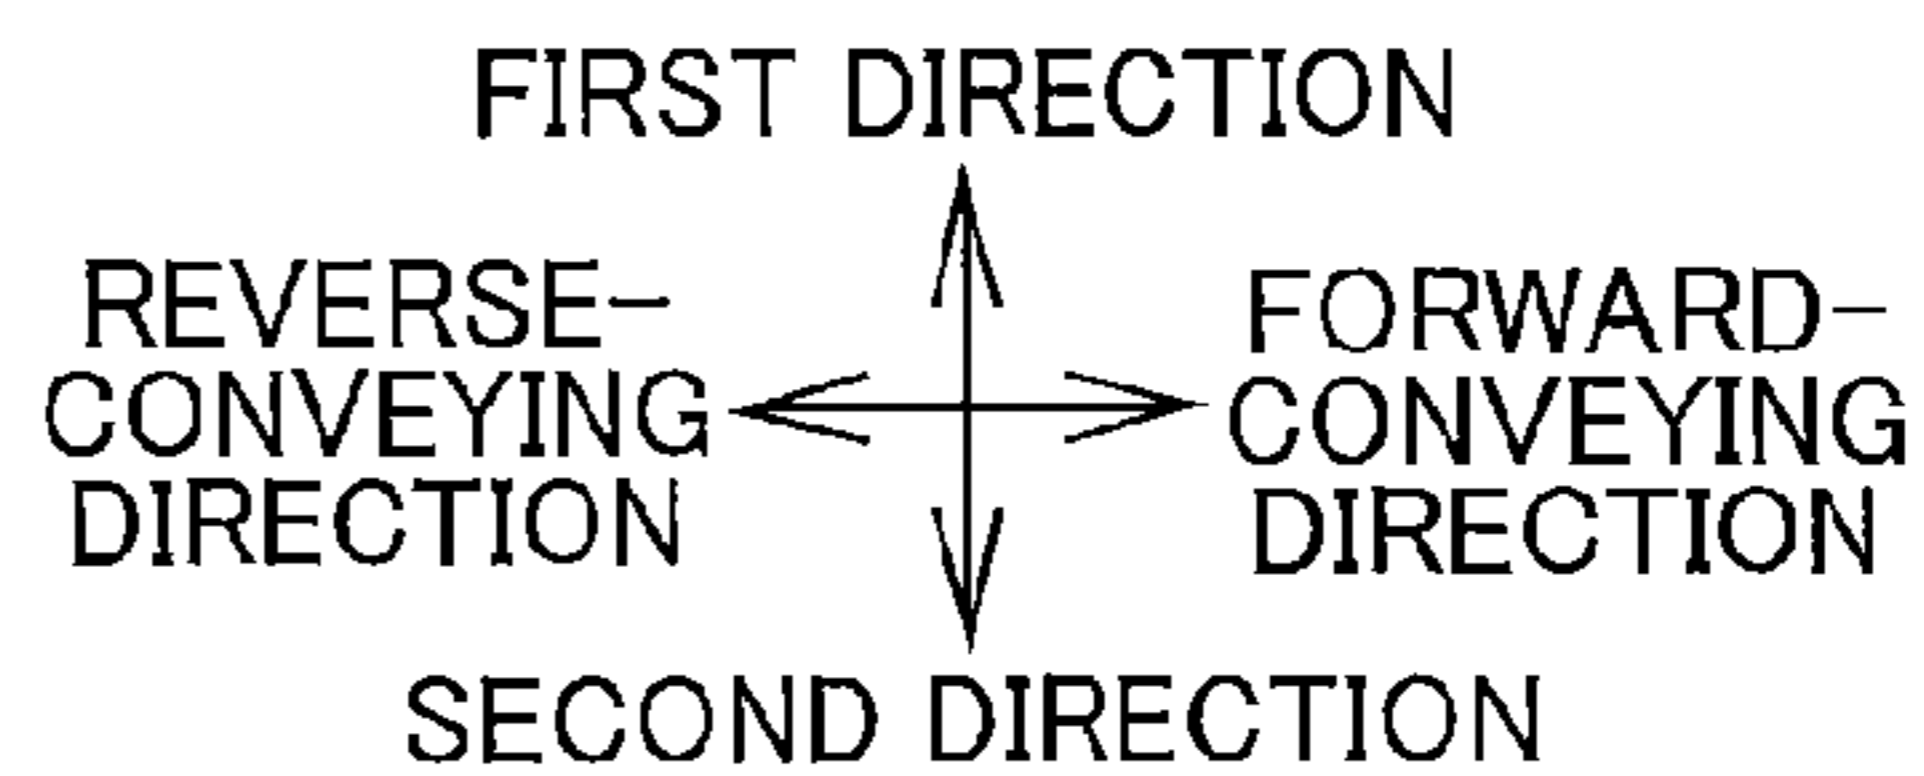 FIRST DIRECTION
REVERSE-
CONVEYING
DIRECTION
FORWARD-
CONVEYING
DIRECTION
SECOND DIRECTION